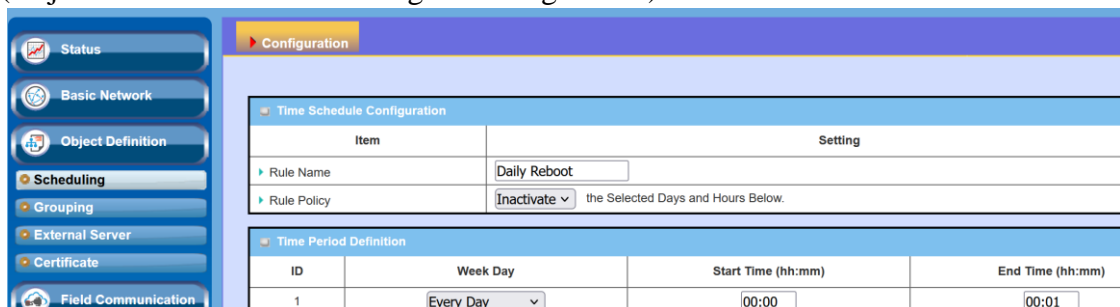 Status
Configuration
Basic Network
Time Schedule Configuration
Object Definition
Item Setting
Scheduling
Rule Name Daily Reboot
Grouping
Rule Policy Inactivate the Selected Days and Hours Below.
External Server
Time Period Definition
Certificate
ID Week Day Start Time (hh:mm) End Time (hh:mm)
Field Communication
1 Every Day 00:00 00:01